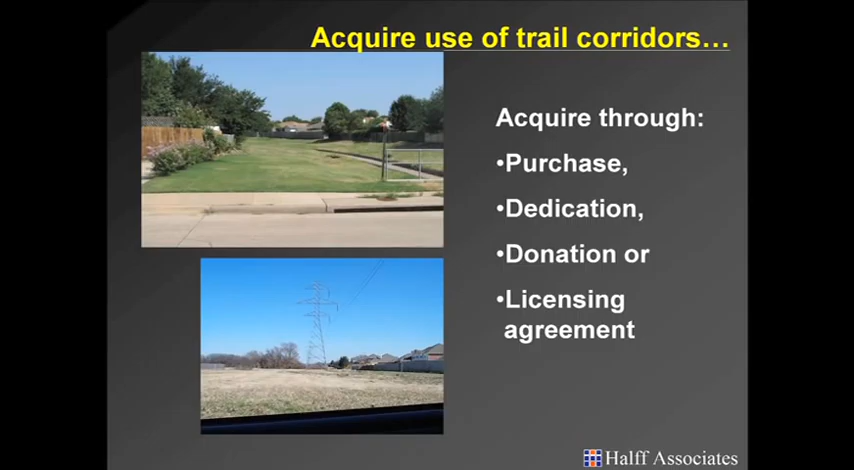 Acquire use of trail corridors…
Acquire through:
•Purchase,
•Dedication,
•Donation or
•Licensing
agreement
Halff Associates